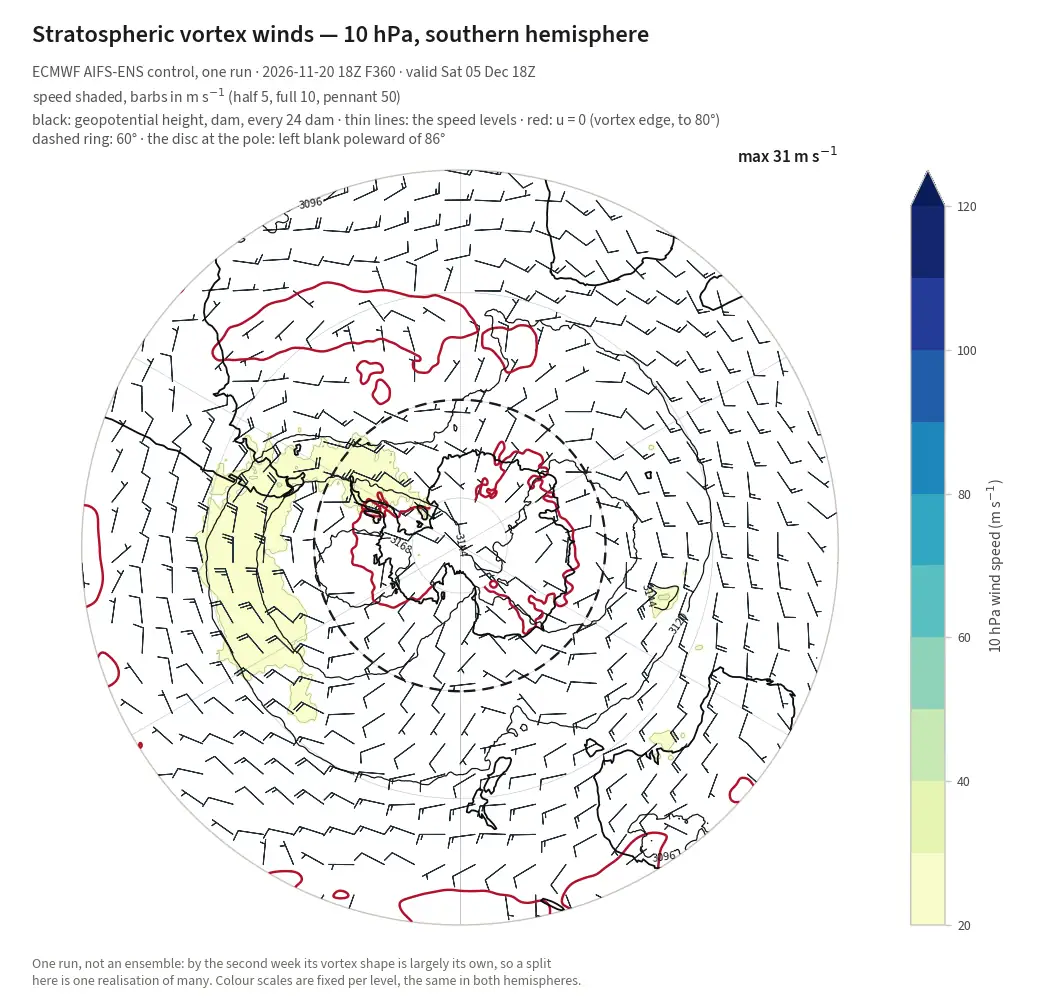 Stratospheric vortex winds — 10 hPa, southern hemisphere
ECMWF AIFS-ENS control, one run · 2026-11-20 18Z F360 · valid Sat 05 Dec 18Z
speed shaded, barbs in m s⁻¹ (half 5, full 10, pennant 50)
black: geopotential height, dam, every 24 dam · thin lines: the speed levels · red: u = 0 (vortex edge, to 80°)
dashed ring: 60° · the disc at the pole: left blank poleward of 86°
max 31 m s⁻¹
3096
3168
3120
3096
120
100
80
60
40
20
10 hPa wind speed (m s⁻¹)
One run, not an ensemble: by the second week its vortex shape is largely its own, so a split
here is one realisation of many. Colour scales are fixed per level, the same in both hemispheres.